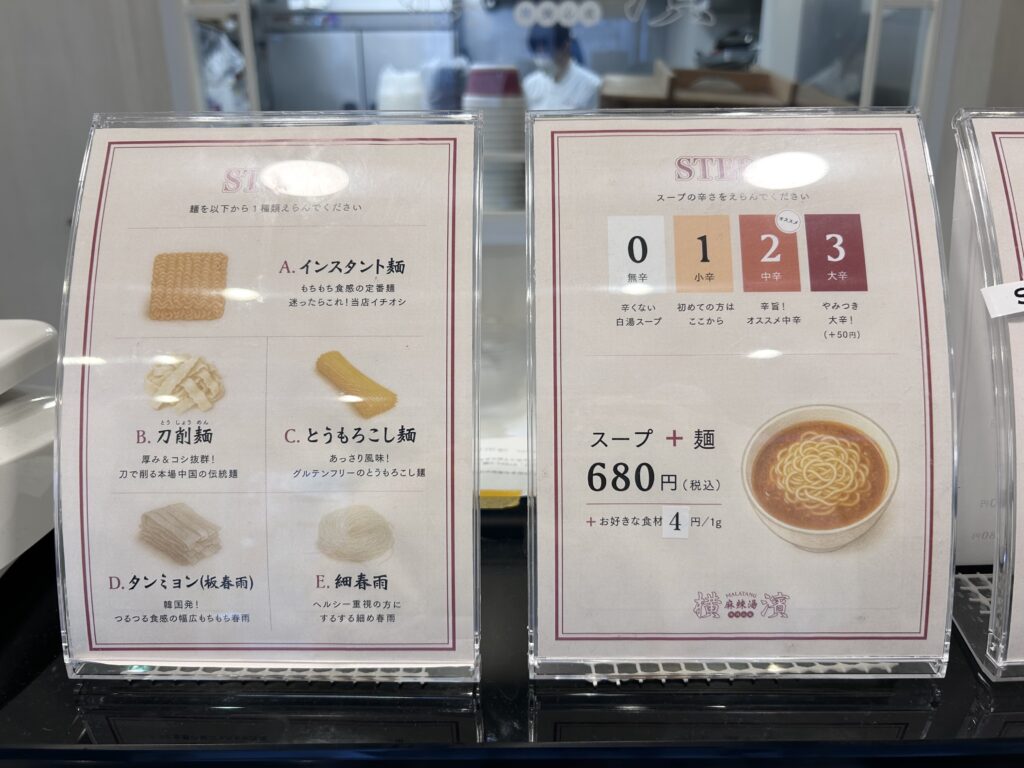 麺を以下から1種類えらんでください
A. インスタント麺
もちもち食感の定番麺
迷ったらこれ!当店イチオシ
とう しょう めん
B. 刀削麺
厚み&コシ抜群!
刀で削る本場中国の伝統麺
C. とうもろこし麺
あっさり風味!
グルテンフリーのとうもろこし麺
D. タンミョン(板春雨)
韓国発!
つるつる食感の幅広もちもち春雨
E. 細春雨
ヘルシー重視の方に
するする細め春雨
STEP
スープの辛さをえらんでください
0
無辛
辛くない
白湯スープ
1
小辛
初めての方は
ここから
オススメ
2
中辛
辛旨!
オススメ中辛
3
大辛
やみつき
大辛!
(+50円)
スープ + 麺
680円(税込)
+お好きな食材 4 円/1g
MALATANG
横 麻辣湯 濱